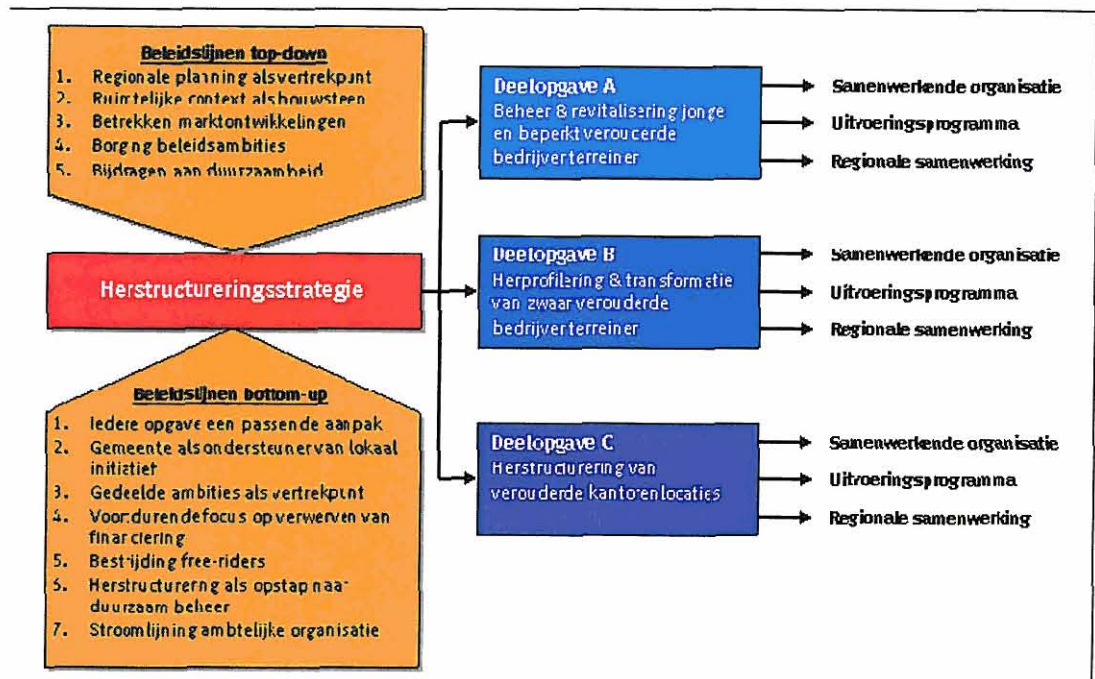 Beleidslijnen top-down
1. Regionale planning als vertrekpunt
2. Ruimtelijke context als bouwsteen
3. Betrekken marktontwikkelingen
4. Borging beleidsambities
5. Bijdragen aan duurzaamheid
Herstructureringsstrategie
Beleidslijnen bottom-up
1. Iedere opgave een passende aanpak
2. Gemeente als ondersteuner van lokaal
initiatief
3. Gedeelde ambities als vertrekpunt
4. Voortdurende focus op verwerven van
financiering
5. Bestrijding free-riders
6. Herstructurering als opstap naar
duurzaam beheer
7. Stroomlijning ambtelijke organisatie
Deelopgave A
Beheer & revitalisering jonge
en beperkt verouderde
bedrijventerreinen
Samenwerkende organisatie
Uitvoeringsprogramma
Regionale samenwerking
Deelopgave B
Herprofilering & transformatie
van zwaar verouderde
bedrijventerreinen
Samenwerkende organisatie
Uitvoeringsprogramma
Regionale samenwerking
Deelopgave C
Herstructurering van
verouderde kantorenlocaties
Samenwerkende organisatie
Uitvoeringsprogramma
Regionale samenwerking